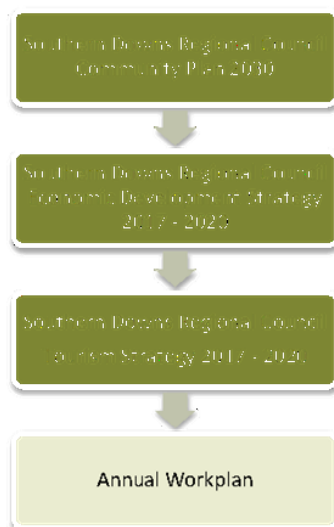 Southern Downs Regional Council
Community Plan 2030
Southern Downs Regional Council
Economic Development Strategy
2017 - 2020
Southern Downs Regional Council
Tourism Strategy 2017 - 2020
Annual Workplan